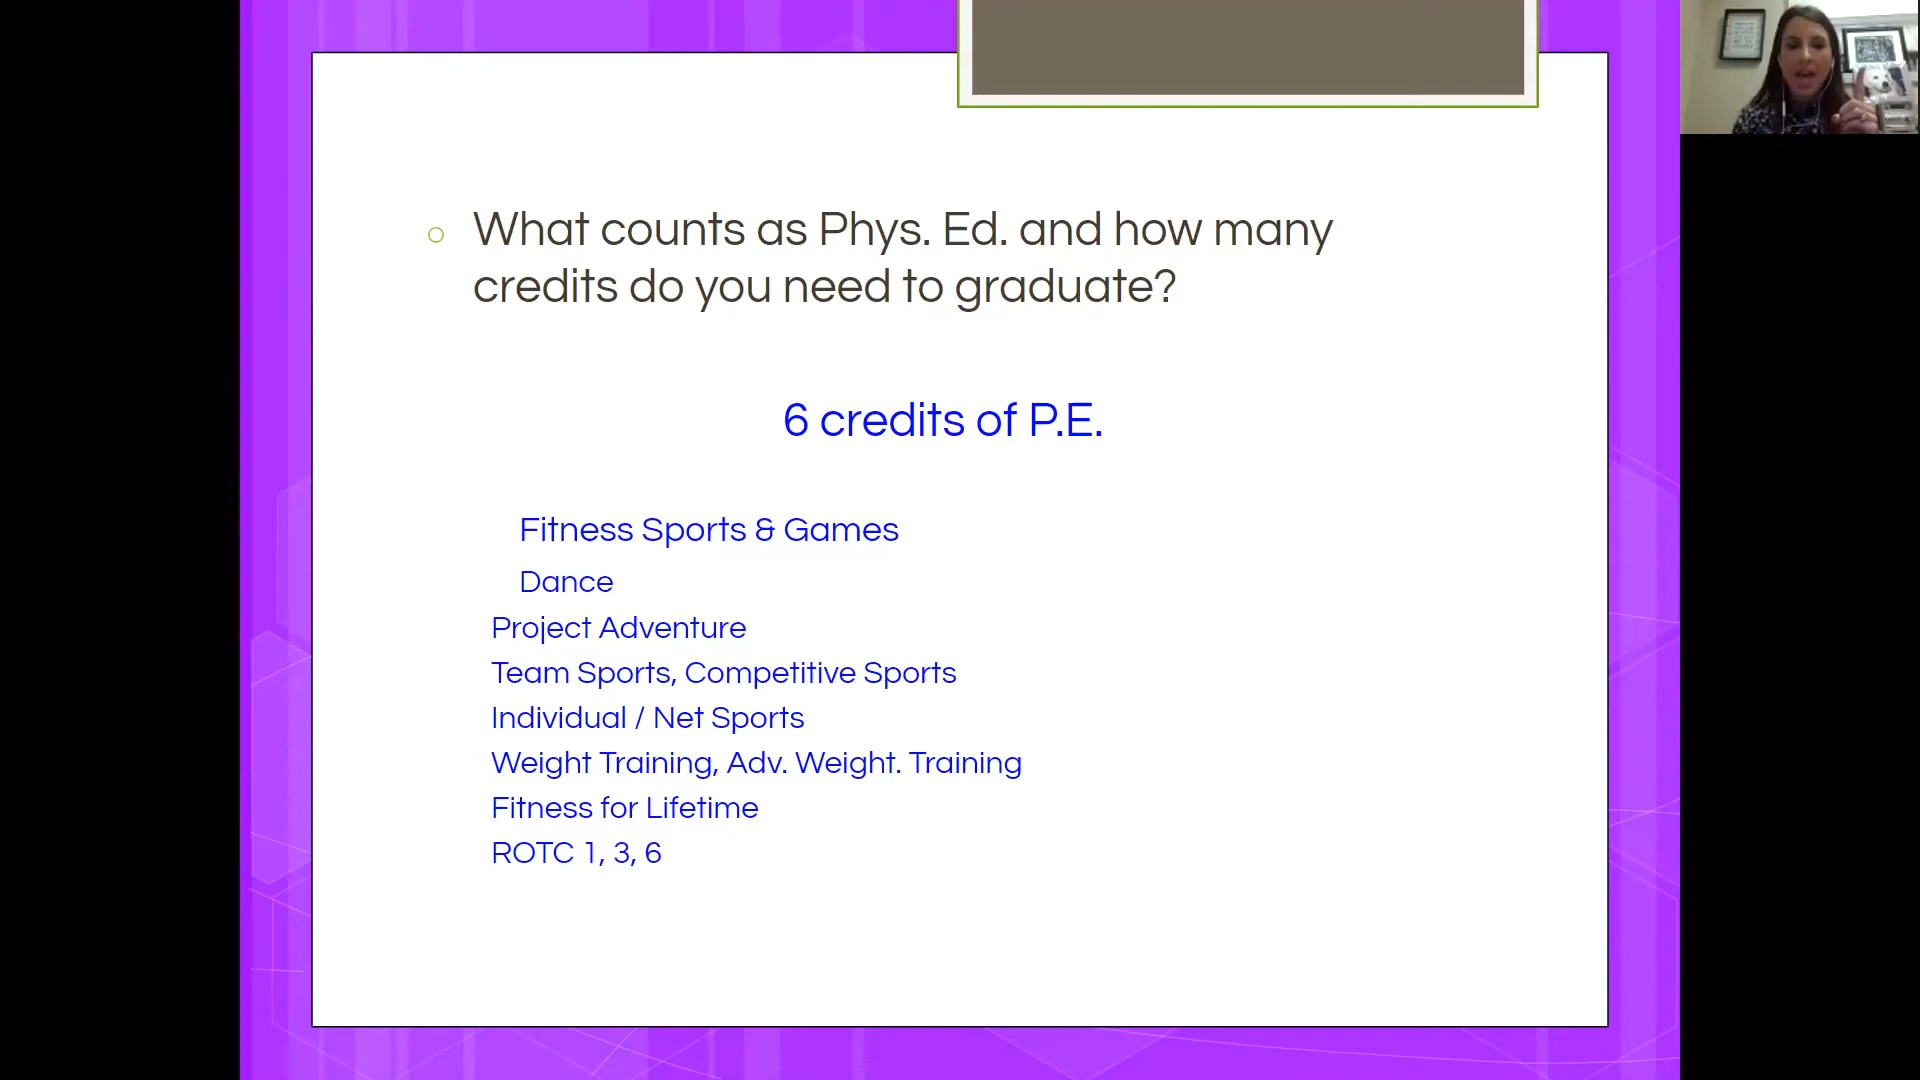 What counts as Phys. Ed. and how many
credits do you need to graduate?
6 credits of P.E.
Fitness Sports & Games
Dance
Project Adventure
Team Sports, Competitive Sports
Individual / Net Sports
Weight Training, Adv. Weight. Training
Fitness for Lifetime
ROTC 1, 3, 6